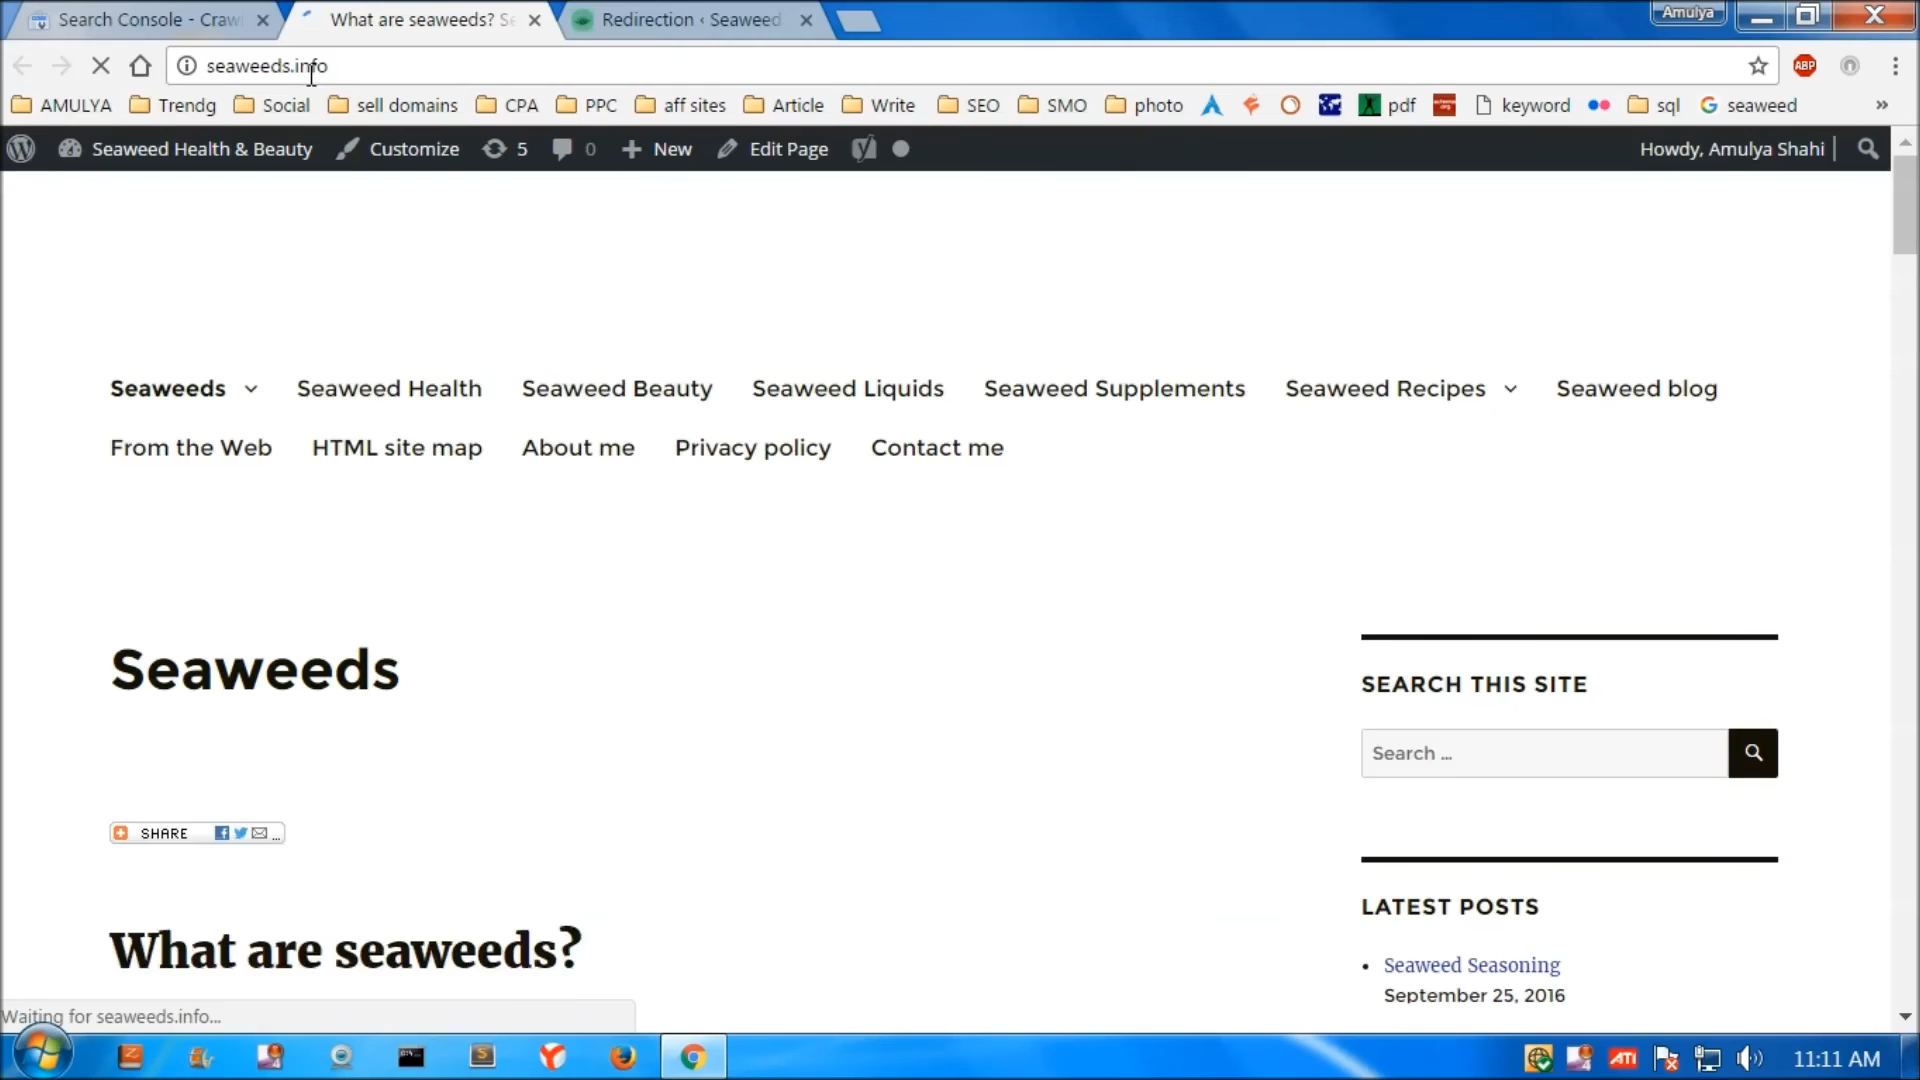 Search Console - Craw
What are seaweeds? Se
Redirection ‹ Seaweed
Amulya
seaweeds.info
ABP
AMULYA Trendg Social sell domains CPA PPC aff sites Article Write SEO SMO photo pdf keyword sql seaweed »
Seaweed Health & Beauty Customize 5 0 New Edit Page Howdy, Amulya Shahi
Seaweeds Seaweed Health Seaweed Beauty Seaweed Liquids Seaweed Supplements Seaweed Recipes Seaweed blog
From the Web HTML site map About me Privacy policy Contact me
Seaweeds
SEARCH THIS SITE
Search ...
SHARE ...
LATEST POSTS
What are seaweeds?
• Seaweed Seasoning
September 25, 2016
Waiting for seaweeds.info...
ATI
11:11 AM